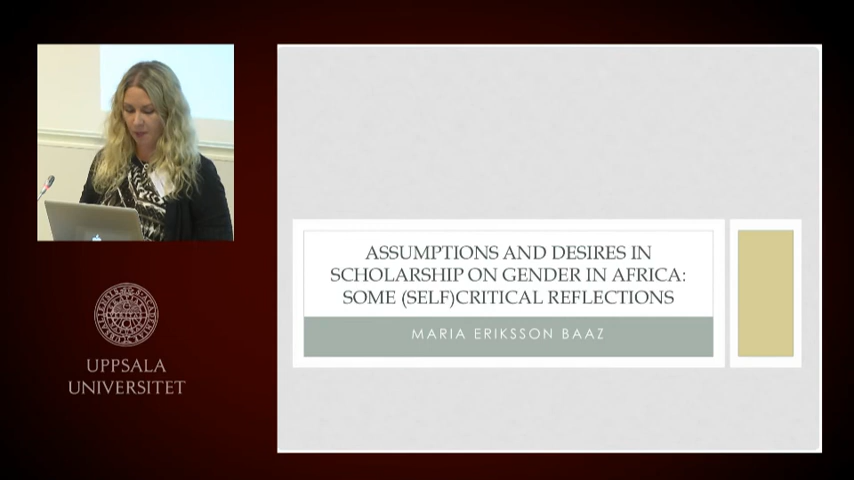 ASSUMPTIONS AND DESIRES IN
SCHOLARSHIP ON GENDER IN AFRICA:
SOME (SELF)CRITICAL REFLECTIONS
MARIA ERIKSSON BAAZ
UPPSALA
UNIVERSITET